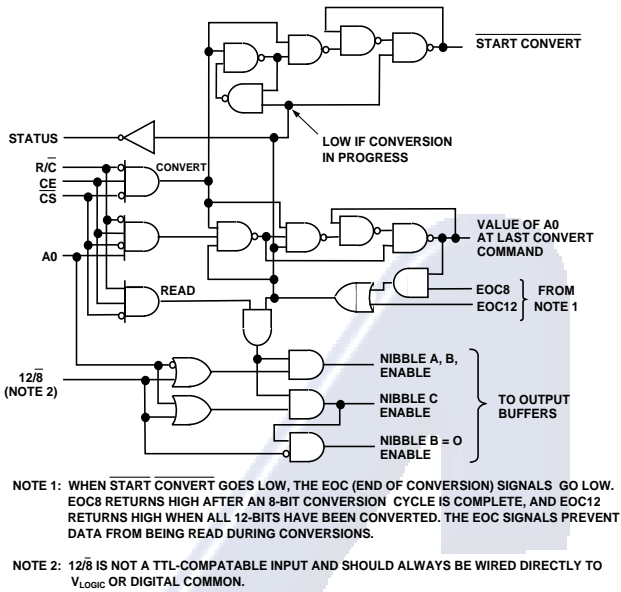 START CONVERT
STATUS
LOW IF CONVERSION
IN PROGRESS
R/C
CE
CS
CONVERT
VALUE OF A0
AT LAST CONVERT
COMMAND
A0
READ
EOC8
EOC12
FROM
NOTE 1
12/8
(NOTE 2)
NIBBLE A, B,
ENABLE
NIBBLE C
ENABLE
NIBBLE B = O
ENABLE
TO OUTPUT
BUFFERS
NOTE 1: WHEN START CONVERT GOES LOW, THE EOC (END OF CONVERSION) SIGNALS GO LOW.
EOC8 RETURNS HIGH AFTER AN 8-BIT CONVERSION CYCLE IS COMPLETE, AND EOC12
RETURNS HIGH WHEN ALL 12-BITS HAVE BEEN CONVERTED. THE EOC SIGNALS PREVENT
DATA FROM BEING READ DURING CONVERSIONS.
NOTE 2: 12/8 IS NOT A TTL-COMPATABLE INPUT AND SHOULD ALWAYS BE WIRED DIRECTLY TO
VLOGIC OR DIGITAL COMMON.